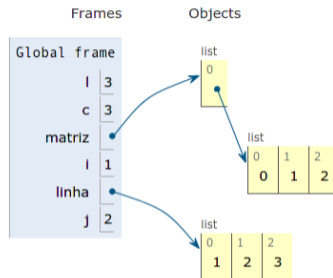 Frames Objects
Global frame
l 3
c 3
matriz
i 1
linha
j 2
list
0
list
0 1 2
0 1 2
list
0 1 2
1 2 3